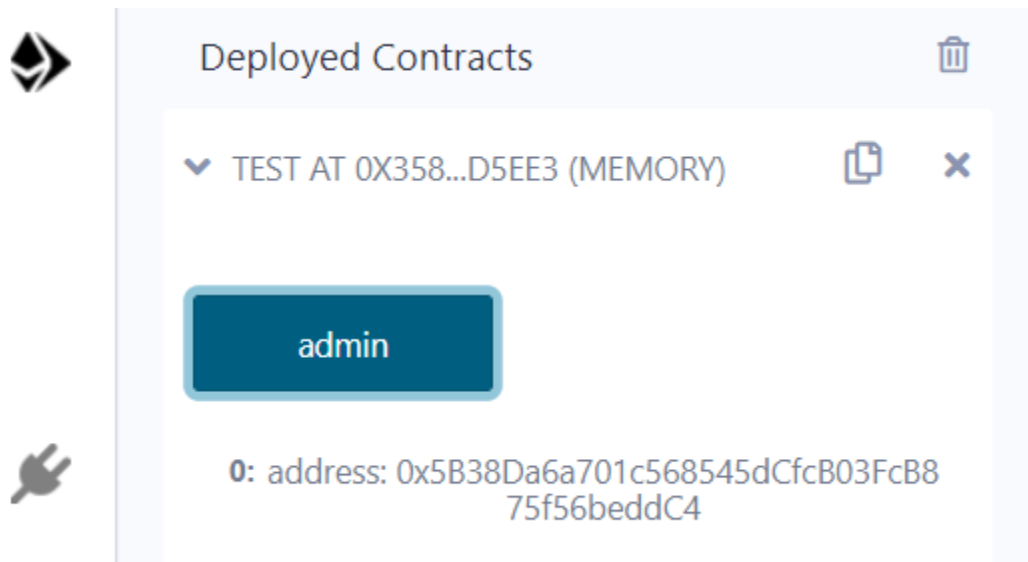 Deployed Contracts
TEST AT 0X358...D5EE3 (MEMORY)
admin
0: address: 0x5B38Da6a701c568545dCfcB03FcB8
75f56beddC4